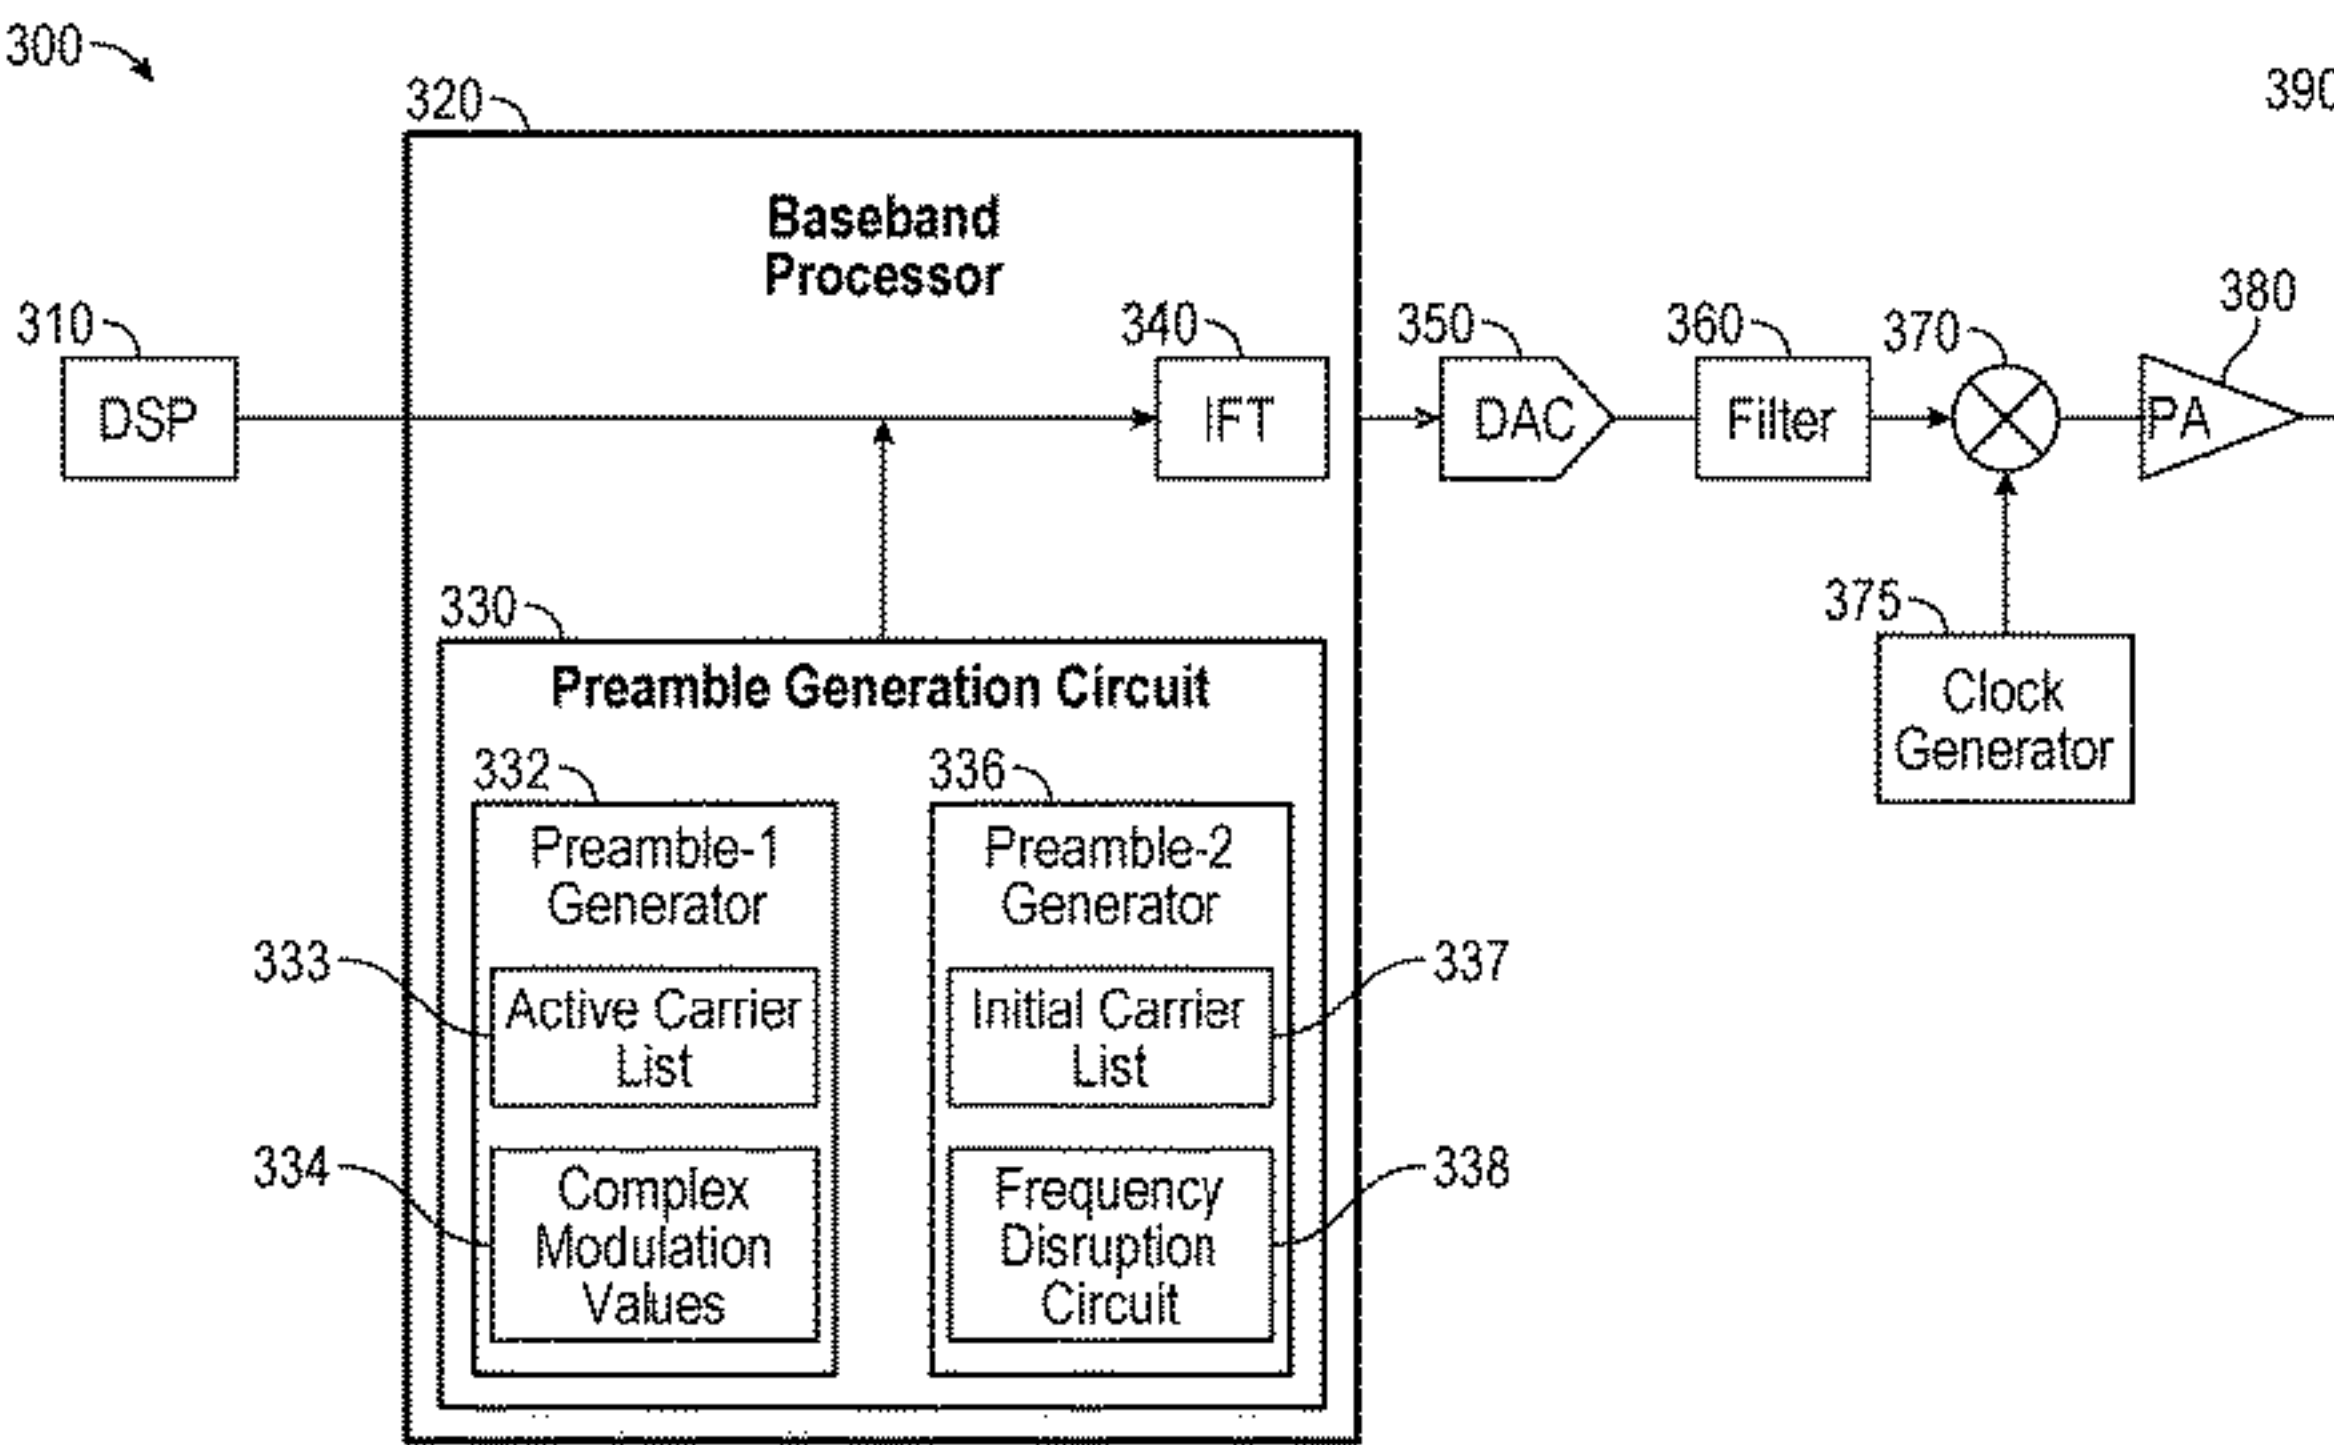 300
390
320
Baseband
Processor
310
340
350
360
370
380
DSP
IFT
DAC
Filter
PA
330
375
Preamble Generation Circuit
Clock
Generator
332
336
Preamble-1
Generator
Preamble-2
Generator
333
Active Carrier
List
Initial Carrier
List
337
334
Complex
Modulation
Values
Frequency
Disruption
Circuit
338